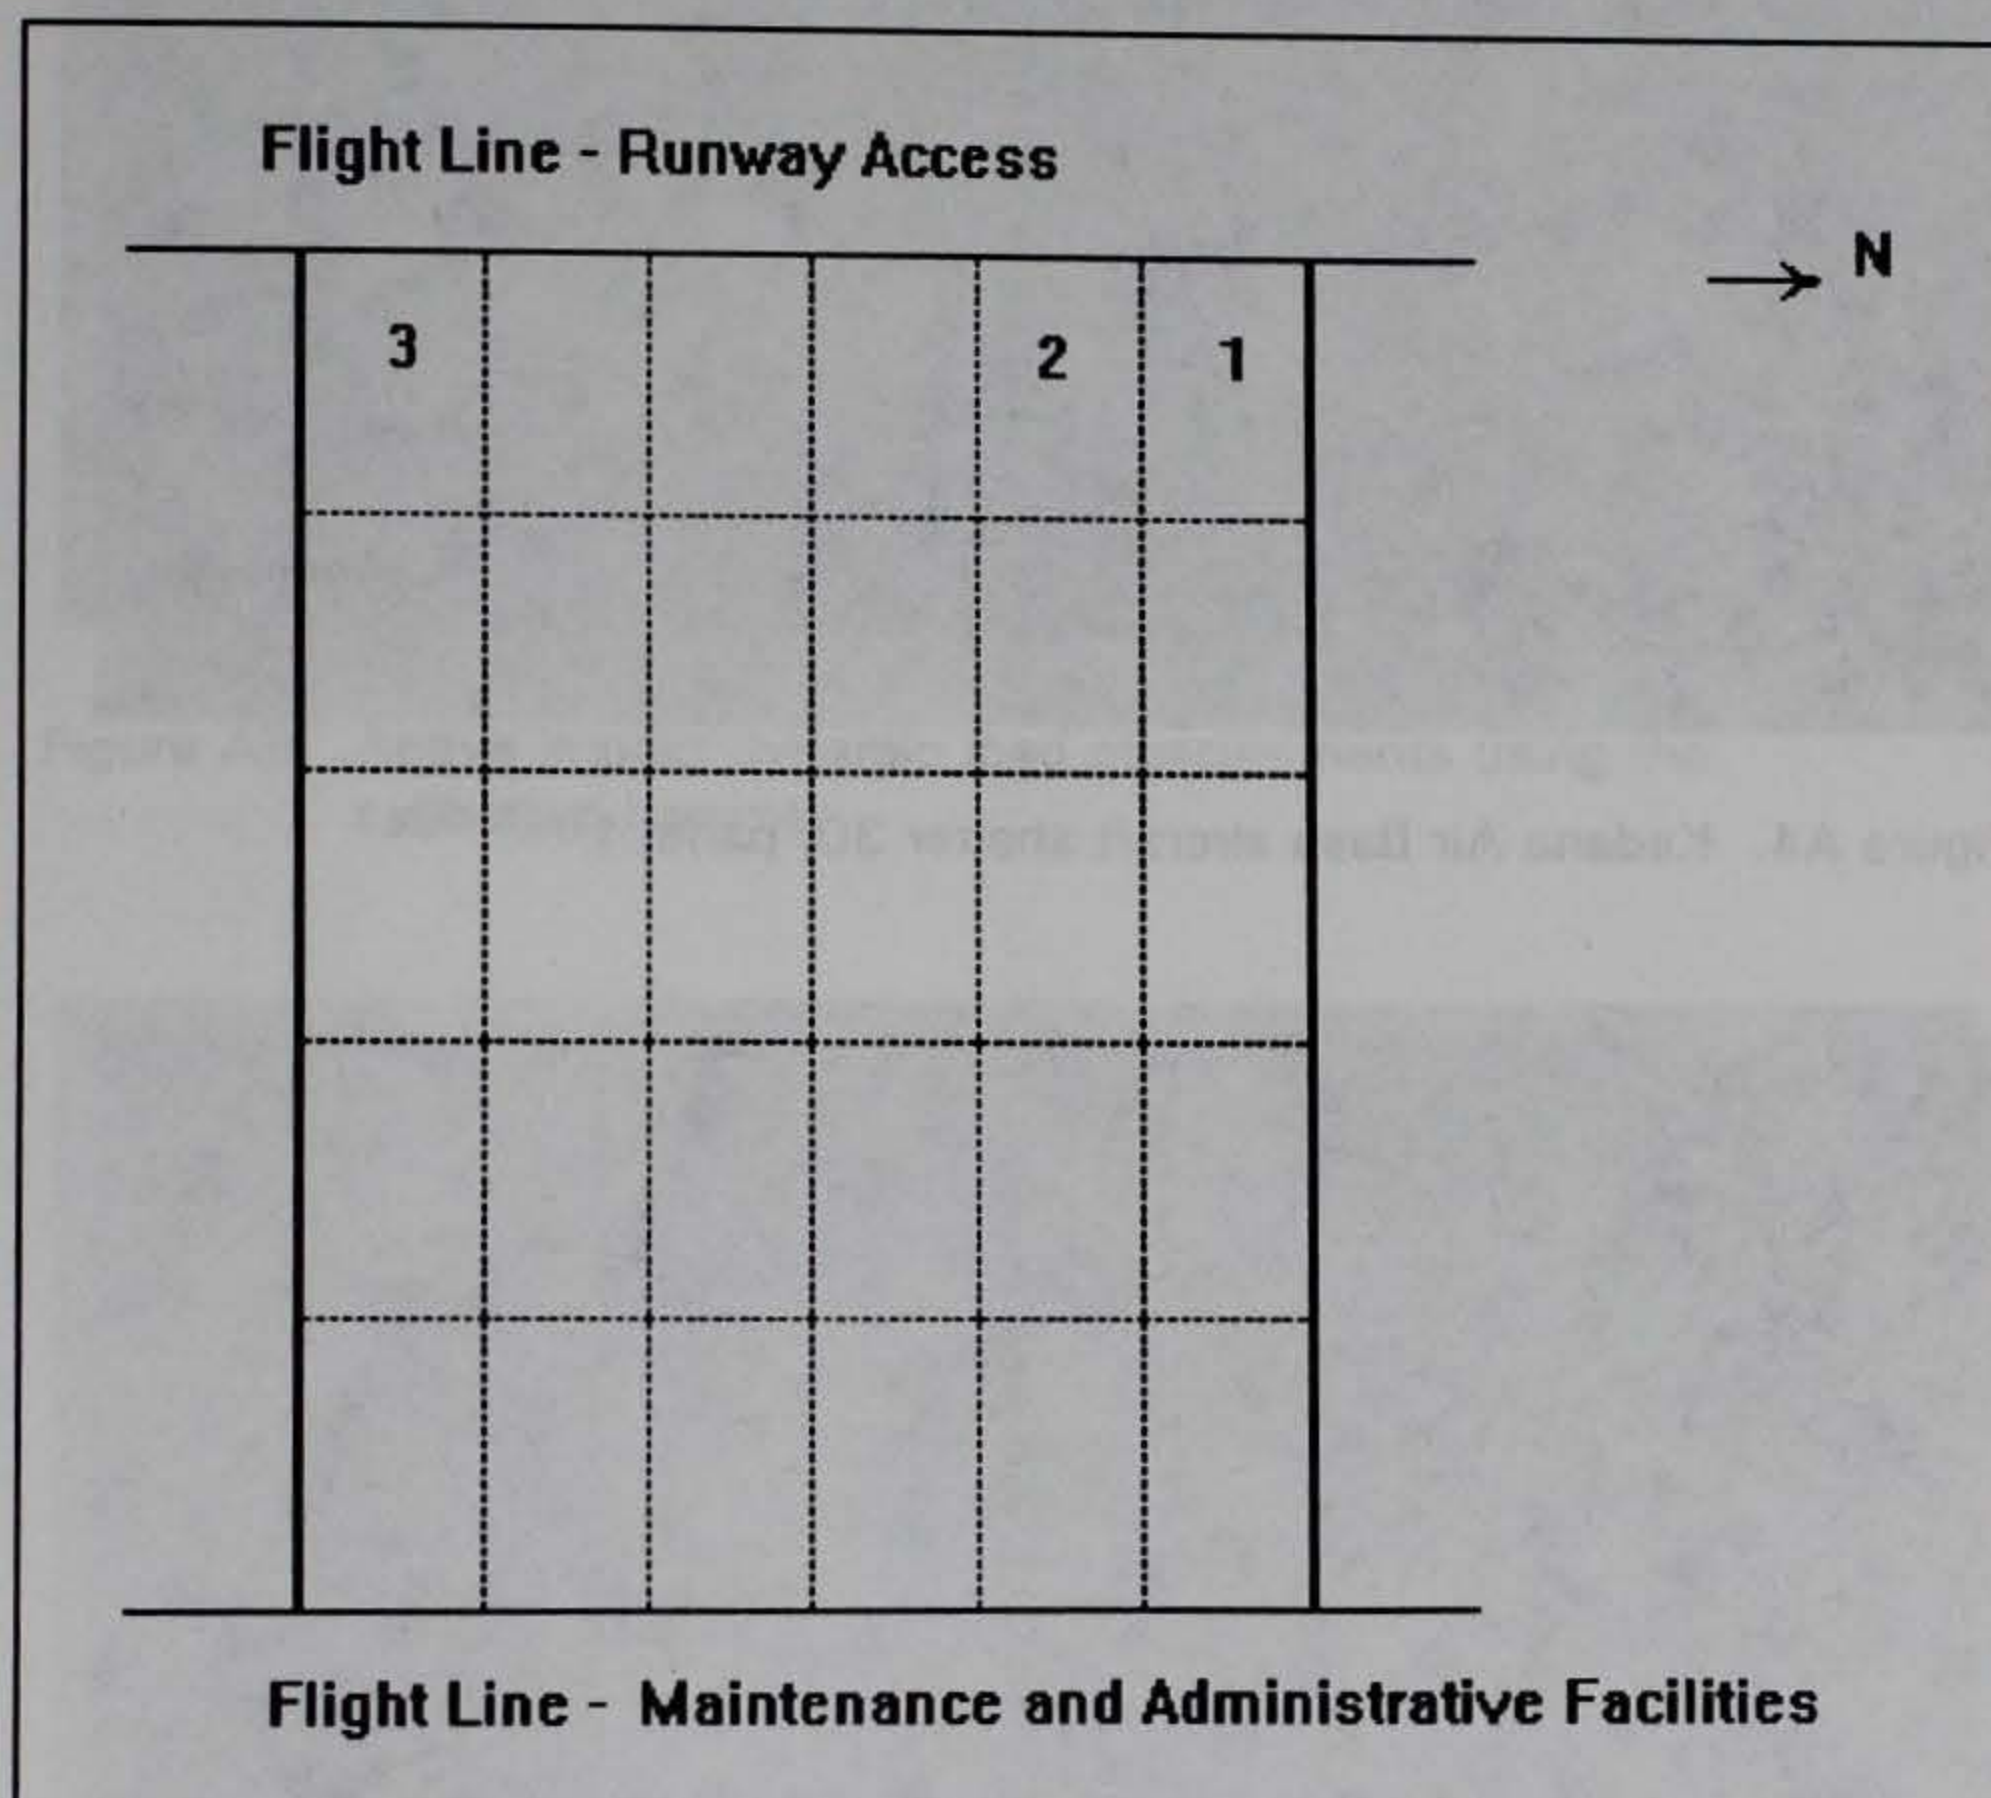 Flight Line - Runway Access
N
3 2 1
Flight Line - Maintenance and Administrative Facilities